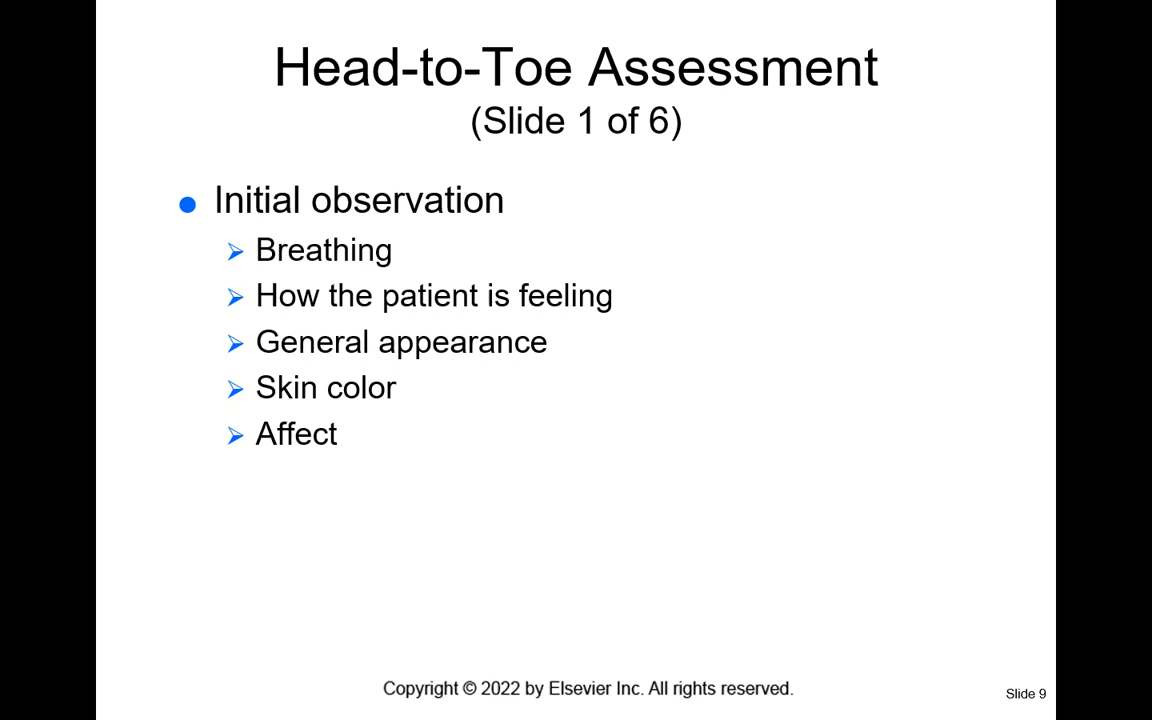 Head-to-Toe Assessment
(Slide 1 of 6)
Initial observation
Breathing
How the patient is feeling
General appearance
Skin color
Affect
Copyright © 2022 by Elsevier Inc. All rights reserved.
Slide 9